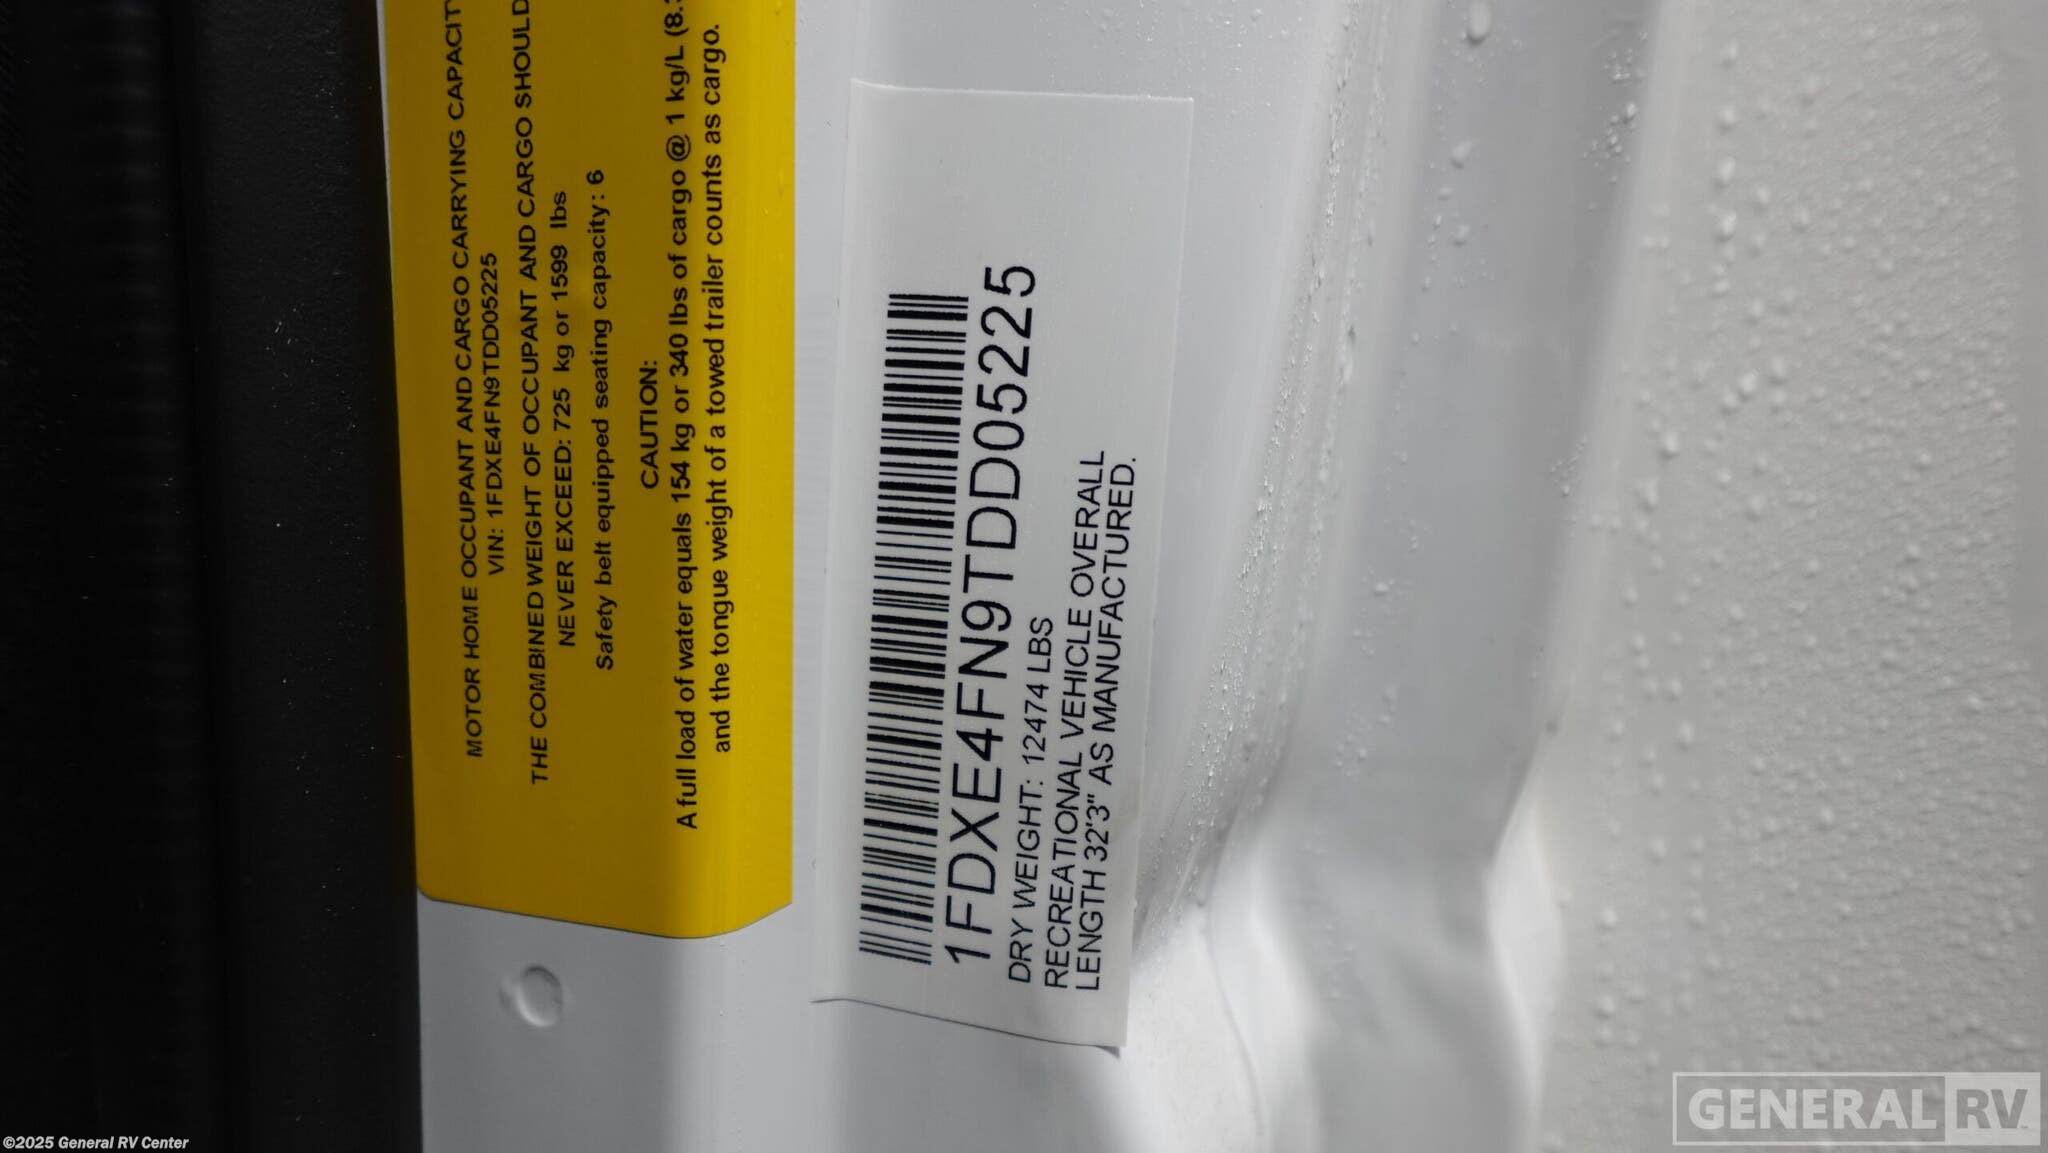 MOTOR HOME OCCUPANT AND CARGO CARRYING CAPACITY
VIN: 1FDXE4FN9TDD05225
THE COMBINED WEIGHT OF OCCUPANT AND CARGO SHOULD
NEVER EXCEED: 725 kg or 1599 lbs
Safety belt equipped seating capacity: 6
CAUTION:
A full load of water equals 154 kg or 340 lbs of cargo @ 1 kg/L (8.3
and the tongue weight of a towed trailer counts as cargo.
1FDXE4FN9TDD05225
DRY WEIGHT: 12474 LBS
RECREATIONAL VEHICLE OVERALL
LENGTH 32'3" AS MANUFACTURED.
GENERAL RV
©2025 General RV Center